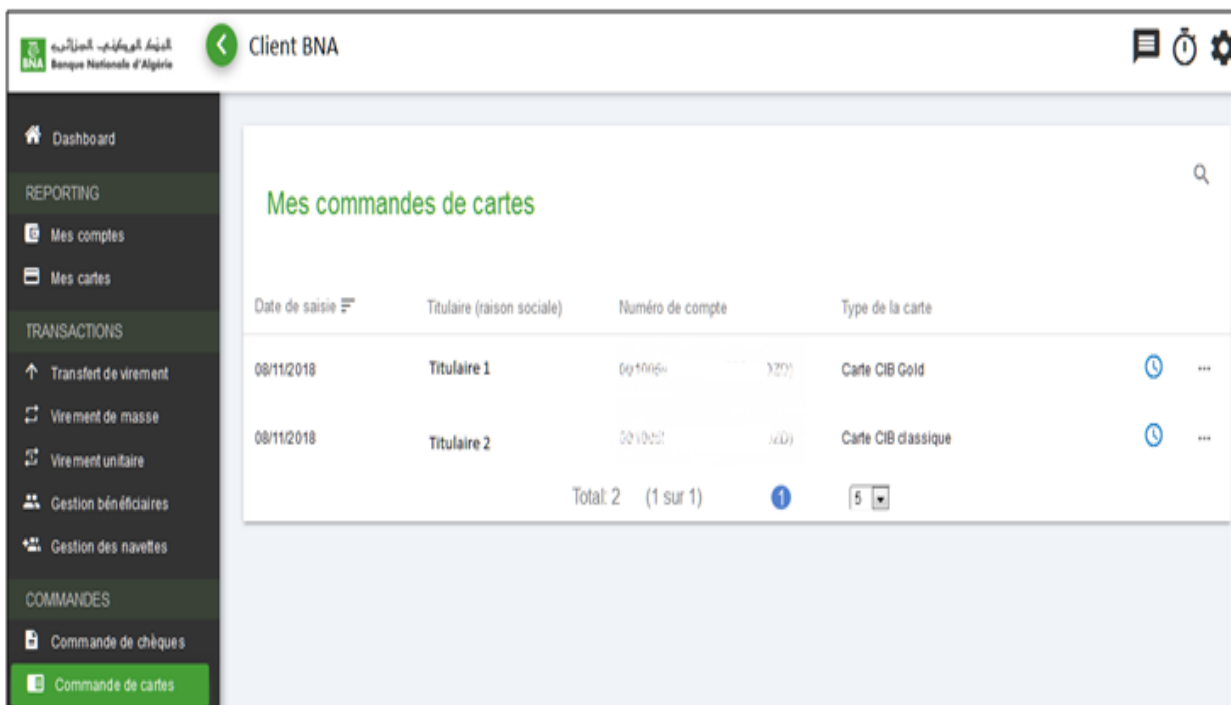 البنك الوطني الجزائري
BNA Banque Nationale d'Algérie
Client BNA
Dashboard
REPORTING
Mes comptes
Mes cartes
TRANSACTIONS
Transfert de virement
Virement de masse
Virement unitaire
Gestion bénéficiaires
Gestion des navettes
COMMANDES
Commande de chèques
Commande de cartes
Mes commandes de cartes
Date de saisie Titulaire (raison sociale) Numéro de compte Type de la carte
08/11/2018 Titulaire 1 Carte CIB Gold
08/11/2018 Titulaire 2 Carte CIB classique
Total: 2 (1 sur 1) 1 5